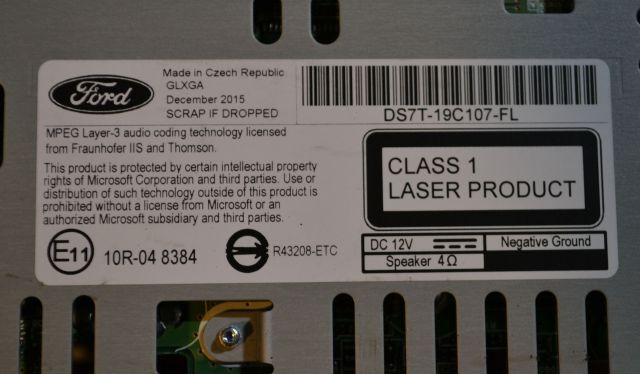 Ford
Made in Czech Republic
GLXGA
December 2015
SCRAP IF DROPPED
DS7T-19C107-FL
MPEG Layer-3 audio coding technology licensed
from Fraunhofer IIS and Thomson.
This product is protected by certain intellectual property
rights of Microsoft Corporation and third parties. Use or
distribution of such technology outside of this product is
prohibited without a license from Microsoft or an
authorized Microsoft subsidiary and third parties.
CLASS 1
LASER PRODUCT
E11 10R-04 8384
R43208-ETC
DC 12V
Negative Ground
Speaker 4Ω